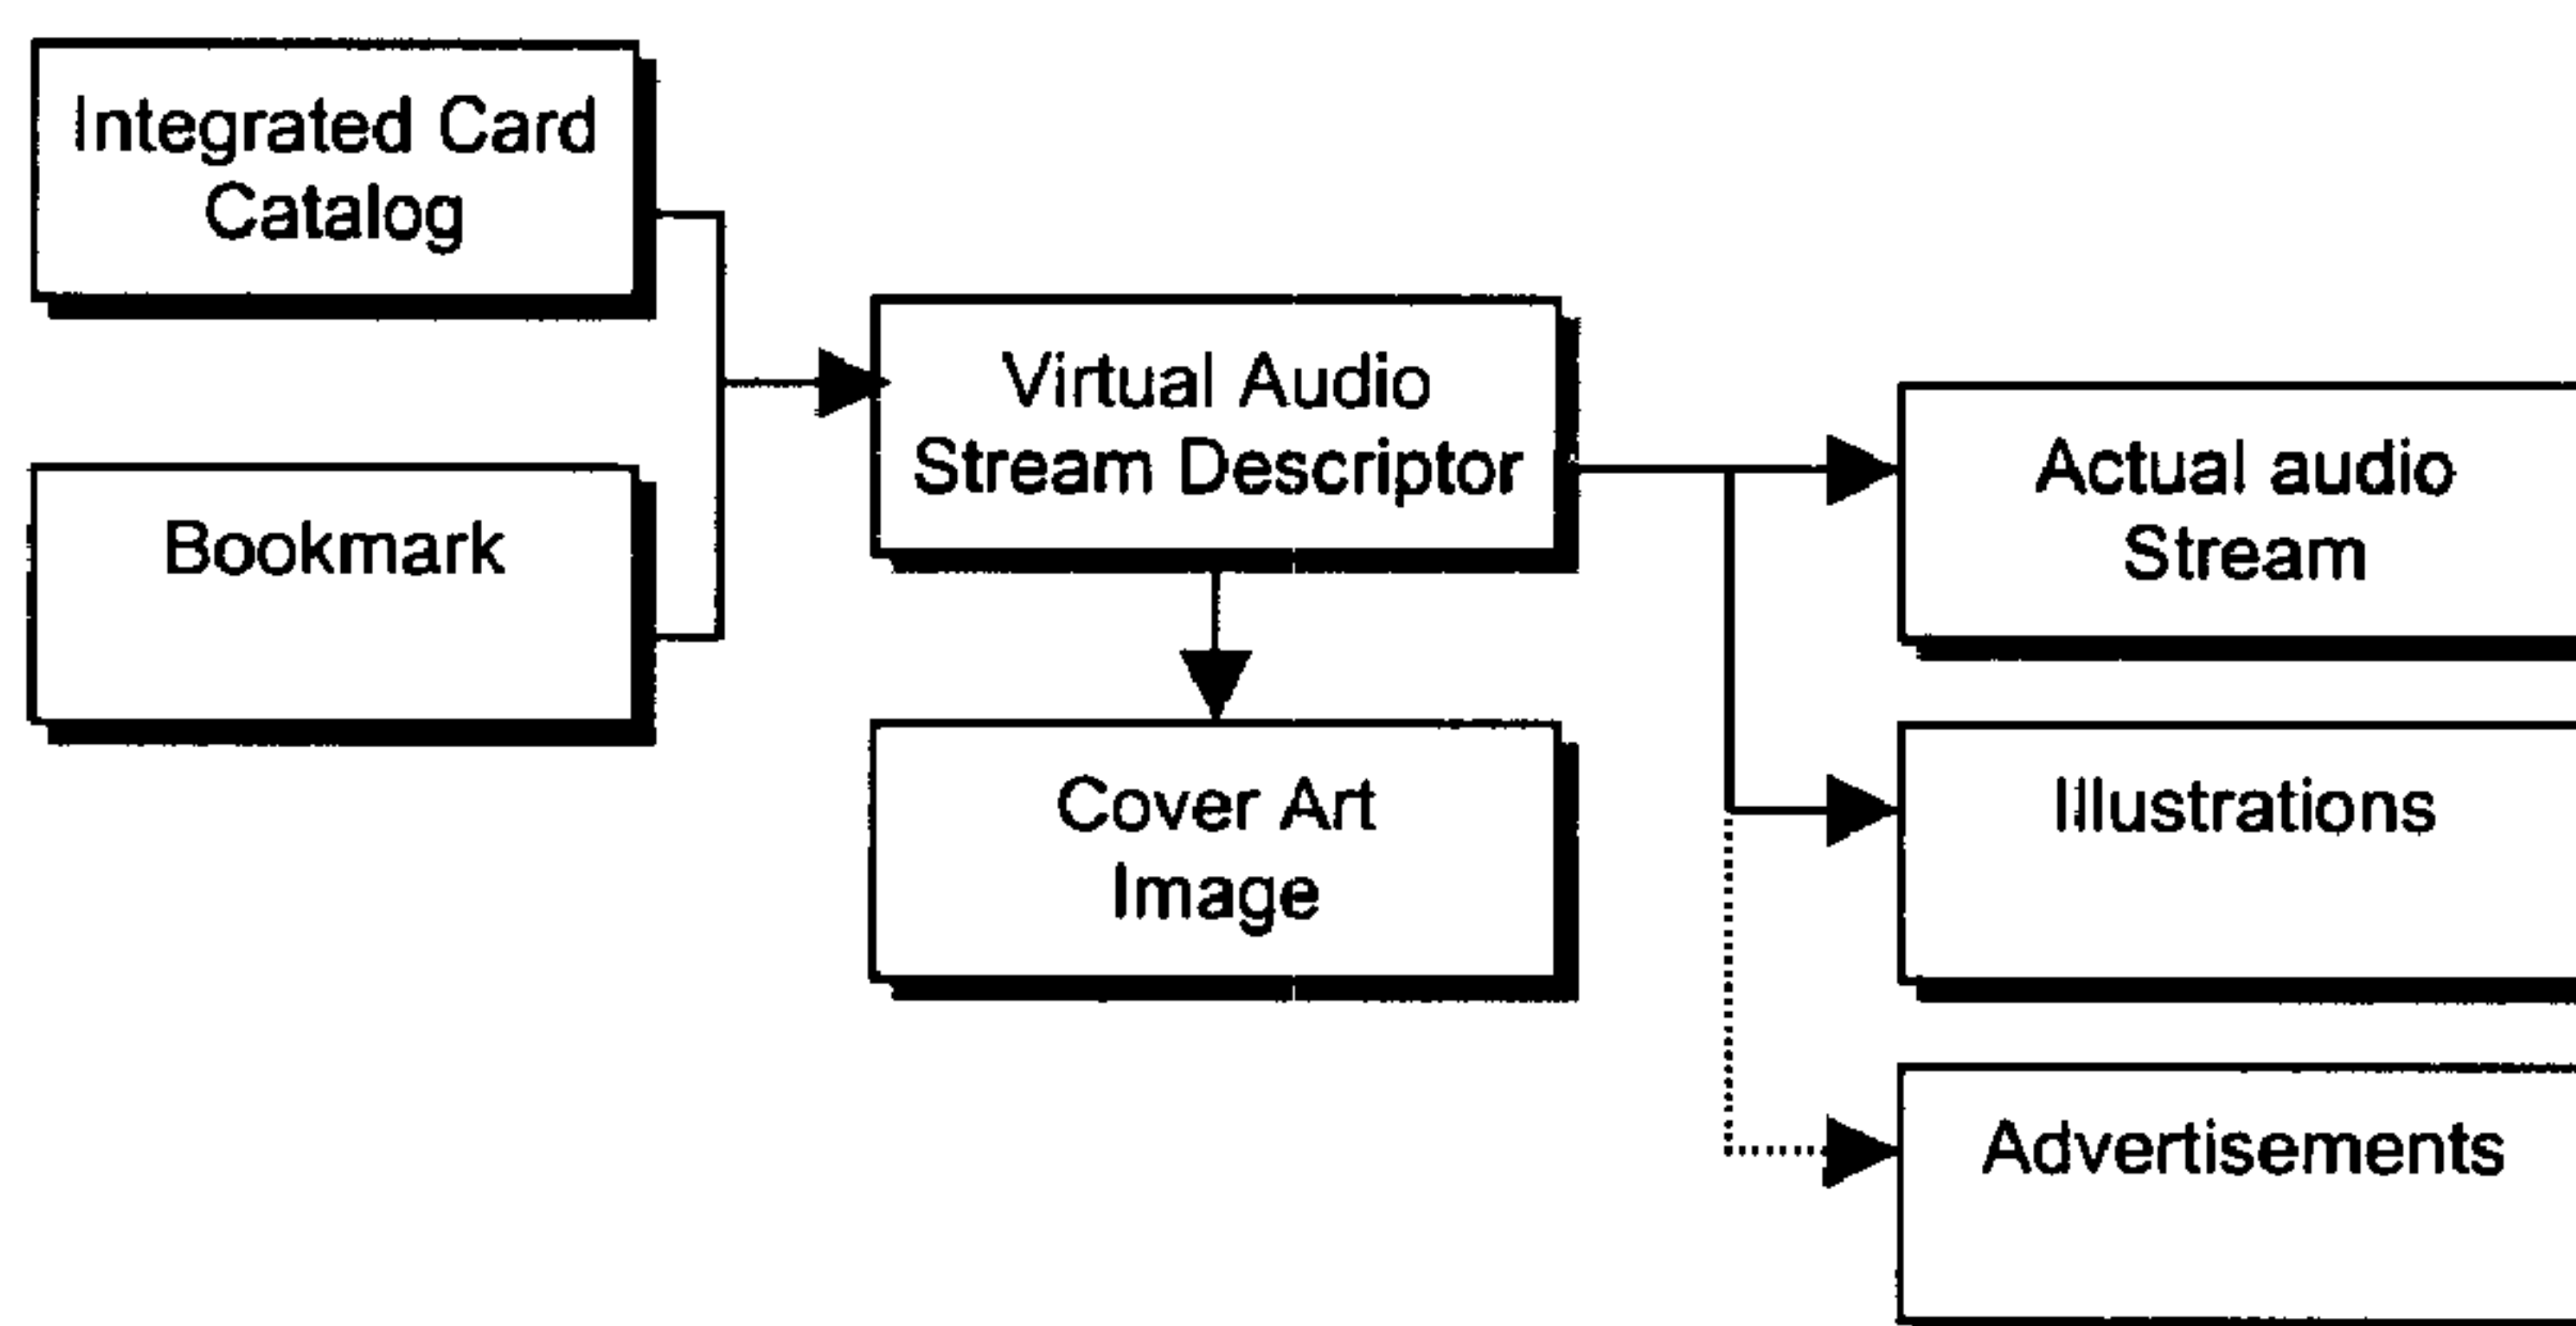 Integrated Card
Catalog
Bookmark
Virtual Audio
Stream Descriptor
Cover Art
Image
Actual audio
Stream
Illustrations
Advertisements